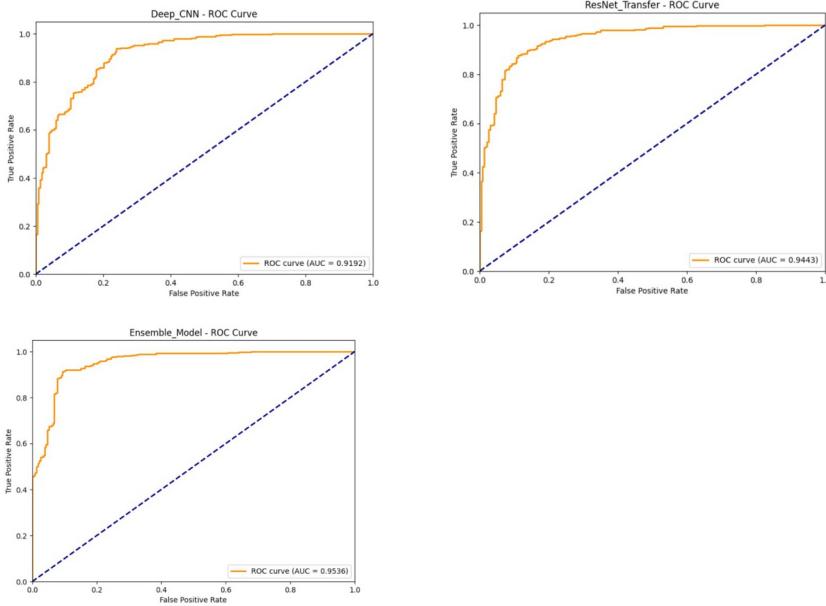 Deep_CNN - ROC Curve
1.0
0.8
0.6
0.4
0.2
0.0
True Positive Rate
ROC curve (AUC = 0.9192)
0.0 0.2 0.4 0.6 0.8 1.0
False Positive Rate
ResNet_Transfer - ROC Curve
1.0
0.8
0.6
0.4
0.2
0.0
True Positive Rate
ROC curve (AUC = 0.9443)
0.0 0.2 0.4 0.6 0.8 1.0
False Positive Rate
Ensemble_Model - ROC Curve
1.0
0.8
0.6
0.4
0.2
0.0
True Positive Rate
ROC curve (AUC = 0.9536)
0.0 0.2 0.4 0.6 0.8 1.0
False Positive Rate